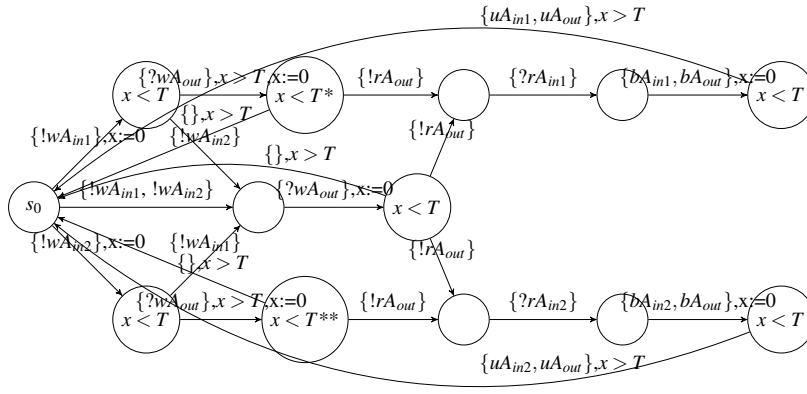 {uA_in1, uA_out}, x > T
{?wA_out}, x > T, x:=0
{!rA_out}
{?rA_in1}
{bA_in1, bA_out}, x:=0
x < T
x < T*
x < T
{!wA_in1}, x:=0
{}, x > T
{!wA_in2}
{!rA_out}
{}, x > T
s_0
{!wA_in1, !wA_in2}
{?wA_out}, x:=0
x < T
{!wA_in2}, x:=0
{!wA_in1}
{}, x > T
{!rA_out}
{?wA_out}, x > T, x:=0
{!rA_out}
{?rA_in2}
{bA_in2, bA_out}, x:=0
x < T
x < T**
x < T
{uA_in2, uA_out}, x > T